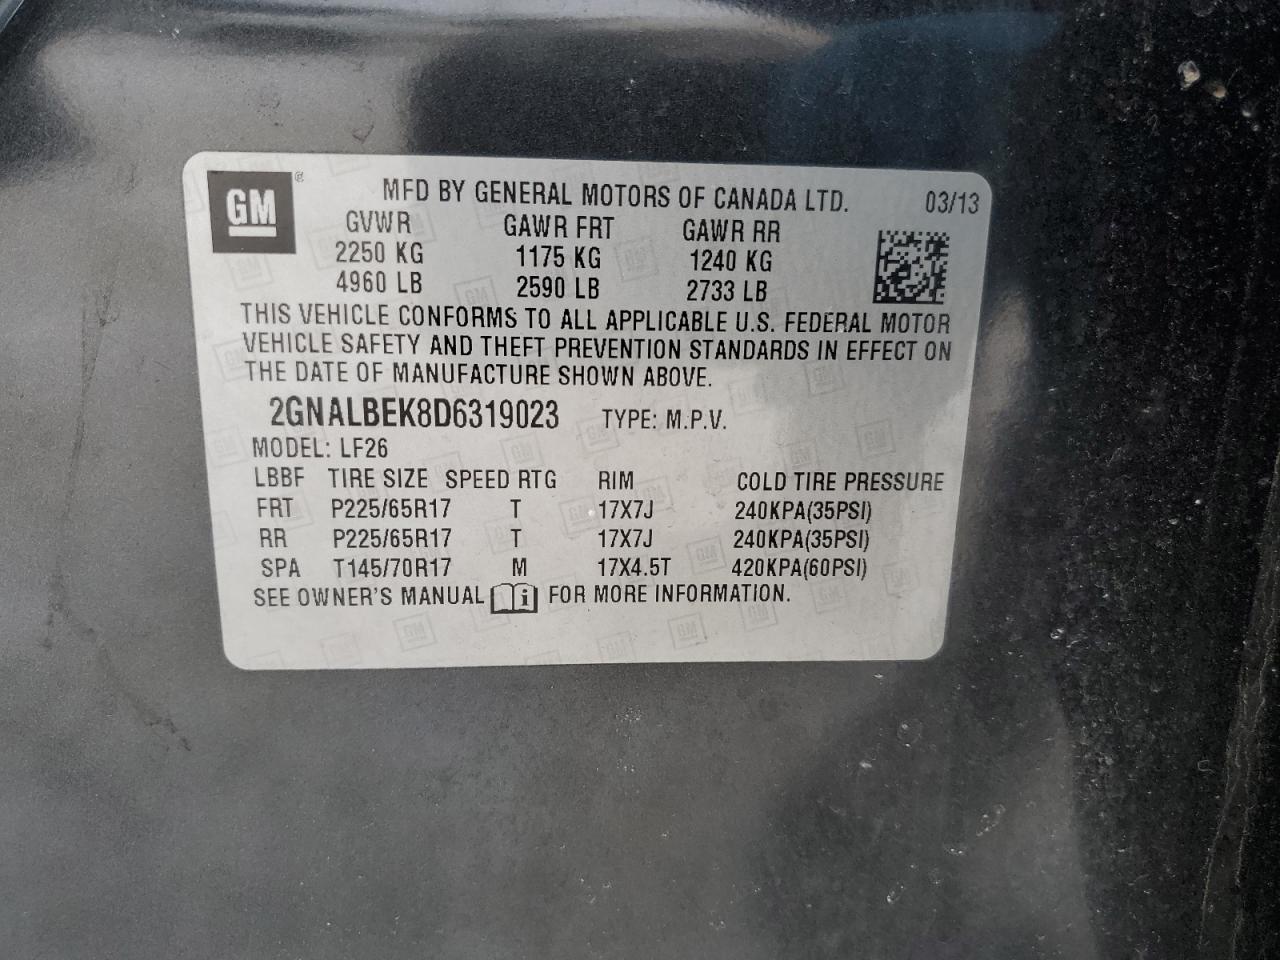 GM ® MFD BY GENERAL MOTORS OF CANADA LTD. 03/13
GVWR GAWR FRT GAWR RR
2250 KG 1175 KG 1240 KG
4960 LB 2590 LB 2733 LB
THIS VEHICLE CONFORMS TO ALL APPLICABLE U.S. FEDERAL MOTOR
VEHICLE SAFETY AND THEFT PREVENTION STANDARDS IN EFFECT ON
THE DATE OF MANUFACTURE SHOWN ABOVE.
2GNALBEK8D6319023 TYPE: M.P.V.
MODEL: LF26
LBBF TIRE SIZE SPEED RTG RIM COLD TIRE PRESSURE
FRT P225/65R17 T 17X7J 240KPA(35PSI)
RR P225/65R17 T 17X7J 240KPA(35PSI)
SPA T145/70R17 M 17X4.5T 420KPA(60PSI)
SEE OWNER'S MANUAL i FOR MORE INFORMATION.